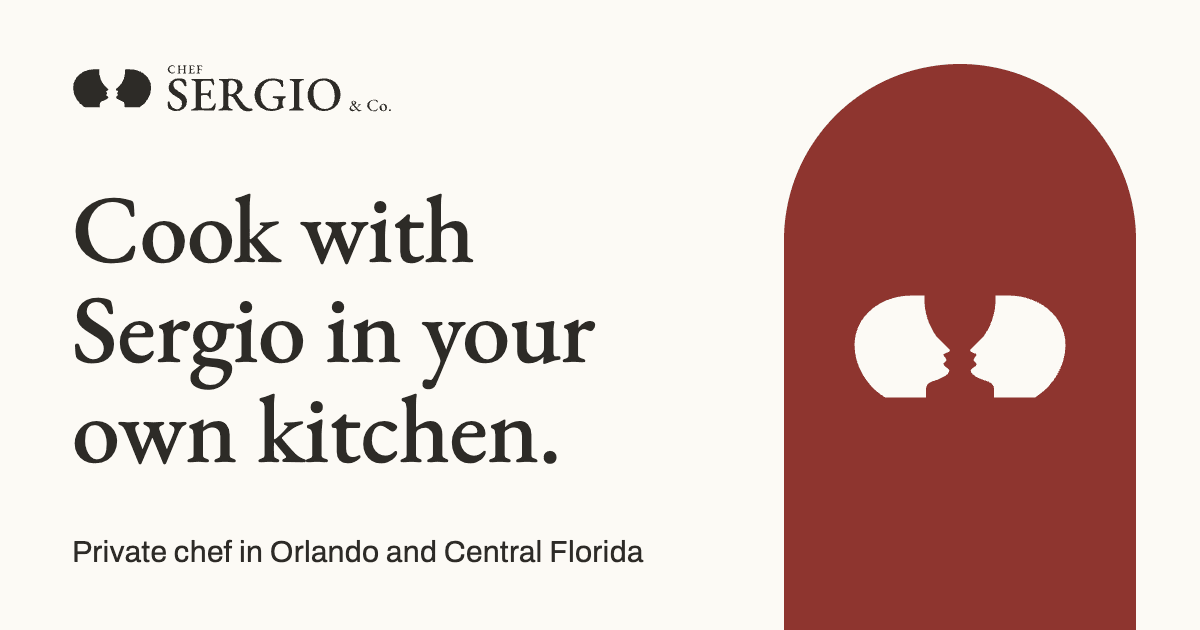 CHEF
SERGIO & Co.
Cook with
Sergio in your
own kitchen.
Private chef in Orlando and Central Florida